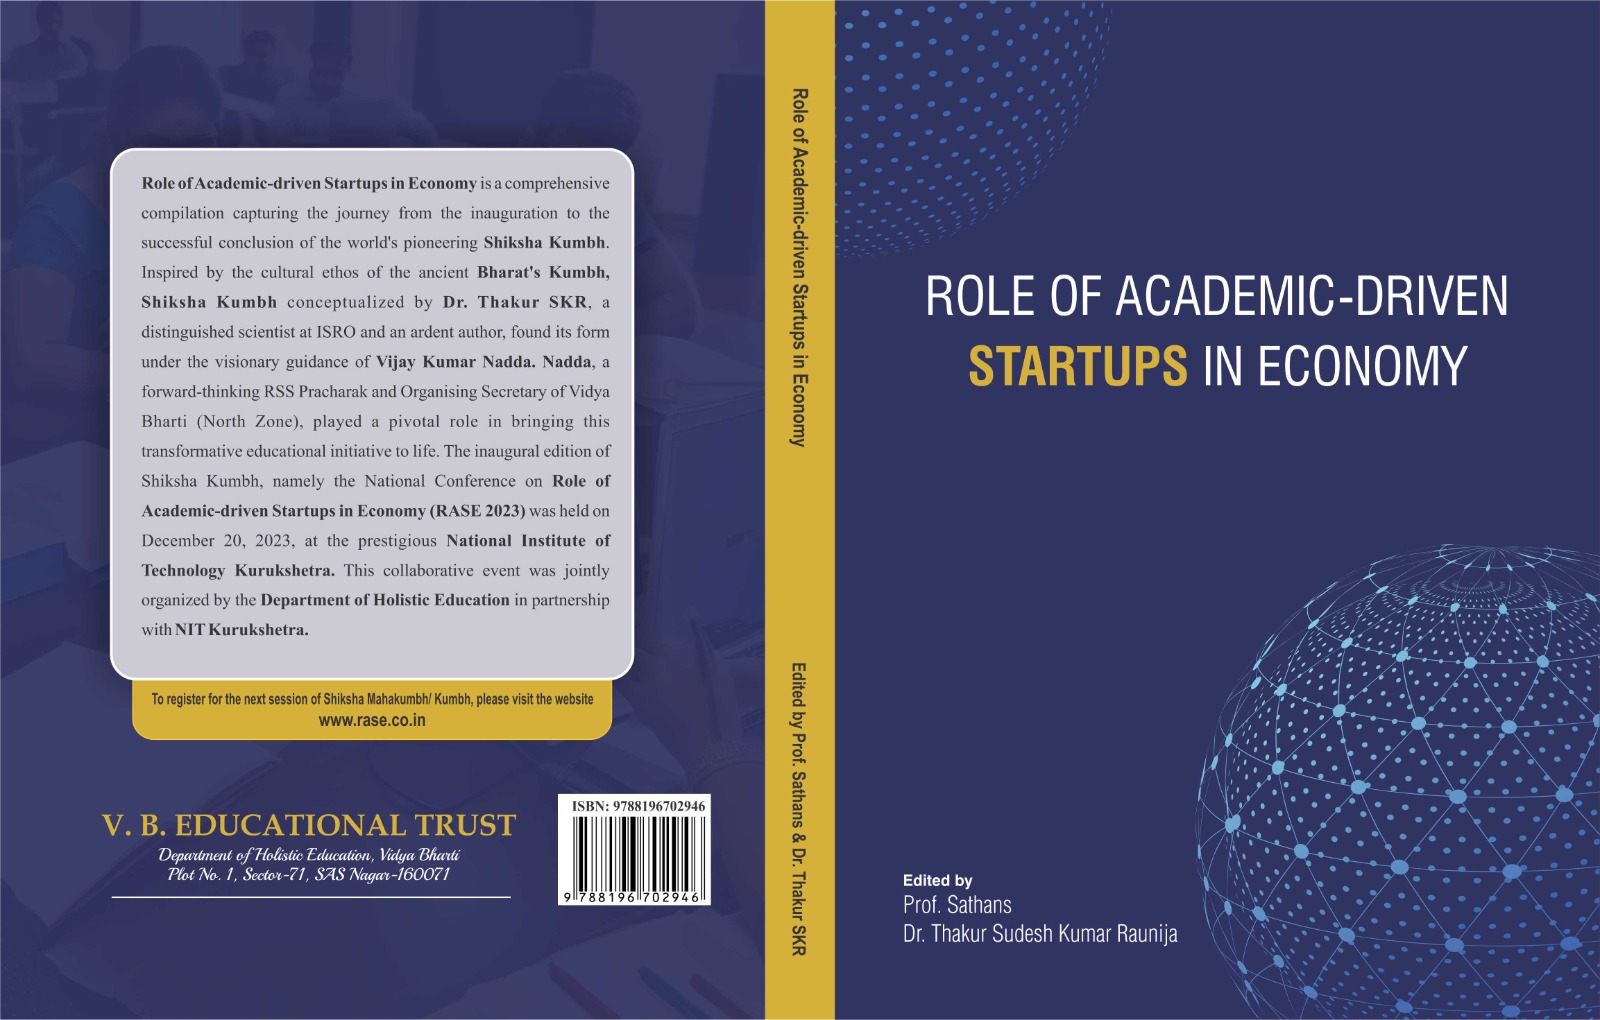 Role of Academic-driven Startups in Economy is a comprehensive
compilation capturing the journey from the inauguration to the
successful conclusion of the world's pioneering Shiksha Kumbh.
Inspired by the cultural ethos of the ancient Bharat's Kumbh,
Shiksha Kumbh conceptualized by Dr. Thakur SKR, a
distinguished scientist at ISRO and an ardent author, found its form
under the visionary guidance of Vijay Kumar Nadda. Nadda, a
forward-thinking RSS Pracharak and Organising Secretary of Vidya
Bharti (North Zone), played a pivotal role in bringing this
transformative educational initiative to life. The inaugural edition of
Shiksha Kumbh, namely the National Conference on Role of
Academic-driven Startups in Economy (RASE 2023) was held on
December 20, 2023, at the prestigious National Institute of
Technology Kurukshetra. This collaborative event was jointly
organized by the Department of Holistic Education in partnership
with NIT Kurukshetra.
To register for the next session of Shiksha Mahakumbh/ Kumbh, please visit the website
www.rase.co.in
V. B. EDUCATIONAL TRUST
Department of Holistic Education, Vidya Bharti
Plot No. 1, Sector-71, SAS Nagar-160071
ISBN: 9788196702946
9 788196 702946
Role of Academic-driven Startups in Economy
Edited by Prof. Sathans & Dr. Thakur SKR
ROLE OF ACADEMIC-DRIVEN
STARTUPS IN ECONOMY
Edited by
Prof. Sathans
Dr. Thakur Sudesh Kumar Raunija